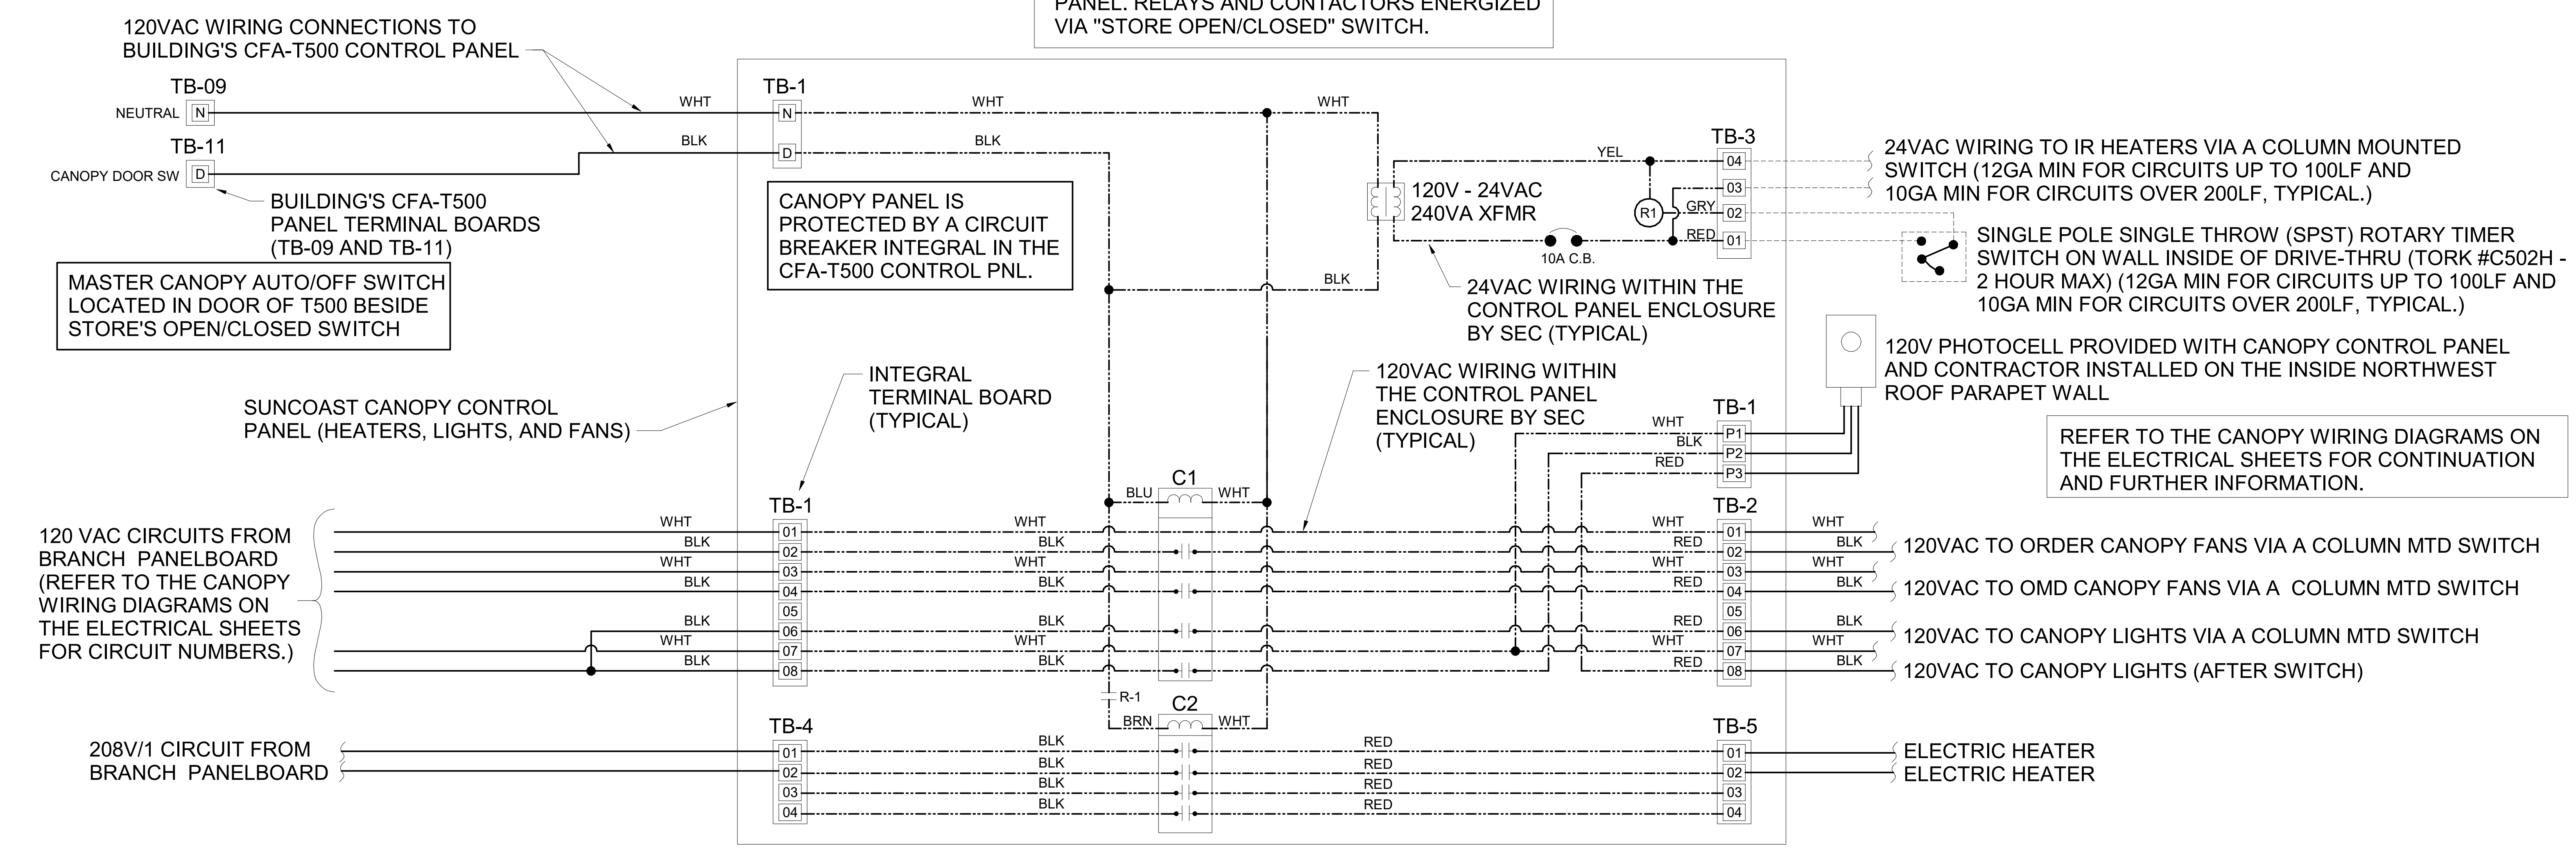 PANEL. RELAYS AND CONTACTORS ENERGIZED
VIA "STORE OPEN/CLOSED" SWITCH.
120VAC WIRING CONNECTIONS TO
BUILDING'S CFA-T500 CONTROL PANEL
TB-09
NEUTRAL
N
WHT
TB-11
CANOPY DOOR SW
D
BLK
BUILDING'S CFA-T500
PANEL TERMINAL BOARDS
(TB-09 AND TB-11)
MASTER CANOPY AUTO/OFF SWITCH
LOCATED IN DOOR OF T500 BESIDE
STORE'S OPEN/CLOSED SWITCH
TB-1
N
D
WHT
BLK
WHT
BLK
CANOPY PANEL IS
PROTECTED BY A CIRCUIT
BREAKER INTEGRAL IN THE
CFA-T500 CONTROL PNL.
120V - 24VAC
240VA XFMR
YEL
R1
GRY
RED
10A C.B.
TB-3
04
03
02
01
24VAC WIRING WITHIN THE
CONTROL PANEL ENCLOSURE
BY SEC (TYPICAL)
24VAC WIRING TO IR HEATERS VIA A COLUMN MOUNTED
SWITCH (12GA MIN FOR CIRCUITS UP TO 100LF AND
10GA MIN FOR CIRCUITS OVER 200LF, TYPICAL.)
SINGLE POLE SINGLE THROW (SPST) ROTARY TIMER
SWITCH ON WALL INSIDE OF DRIVE-THRU (TORK #C502H -
2 HOUR MAX) (12GA MIN FOR CIRCUITS UP TO 100LF AND
10GA MIN FOR CIRCUITS OVER 200LF, TYPICAL.)
120V PHOTOCELL PROVIDED WITH CANOPY CONTROL PANEL
AND CONTRACTOR INSTALLED ON THE INSIDE NORTHWEST
ROOF PARAPET WALL
REFER TO THE CANOPY WIRING DIAGRAMS ON
THE ELECTRICAL SHEETS FOR CONTINUATION
AND FURTHER INFORMATION.
SUNCOAST CANOPY CONTROL
PANEL (HEATERS, LIGHTS, AND FANS)
INTEGRAL
TERMINAL BOARD
(TYPICAL)
120VAC WIRING WITHIN
THE CONTROL PANEL
ENCLOSURE BY SEC
(TYPICAL)
TB-1
WHT
P1
BLK
P2
RED
P3
C1
BLU
WHT
120 VAC CIRCUITS FROM
BRANCH PANELBOARD
(REFER TO THE CANOPY
WIRING DIAGRAMS ON
THE ELECTRICAL SHEETS
FOR CIRCUIT NUMBERS.)
TB-1
TB-2
WHT 01 WHT WHT 01 WHT
BLK 02 BLK RED 02 BLK
120VAC TO ORDER CANOPY FANS VIA A COLUMN MTD SWITCH
WHT 03 WHT WHT 03 WHT
BLK 04 BLK RED 04 BLK
120VAC TO OMD CANOPY FANS VIA A COLUMN MTD SWITCH
05 05
BLK 06 BLK RED 06 BLK
120VAC TO CANOPY LIGHTS VIA A COLUMN MTD SWITCH
WHT 07 WHT WHT 07 WHT
BLK 08 BLK RED 08 BLK
120VAC TO CANOPY LIGHTS (AFTER SWITCH)
R-1
C2
BRN
WHT
208V/1 CIRCUIT FROM
BRANCH PANELBOARD
TB-4
TB-5
01 BLK RED 01
ELECTRIC HEATER
02 BLK RED 02
ELECTRIC HEATER
03 BLK RED 03
04 BLK RED 04